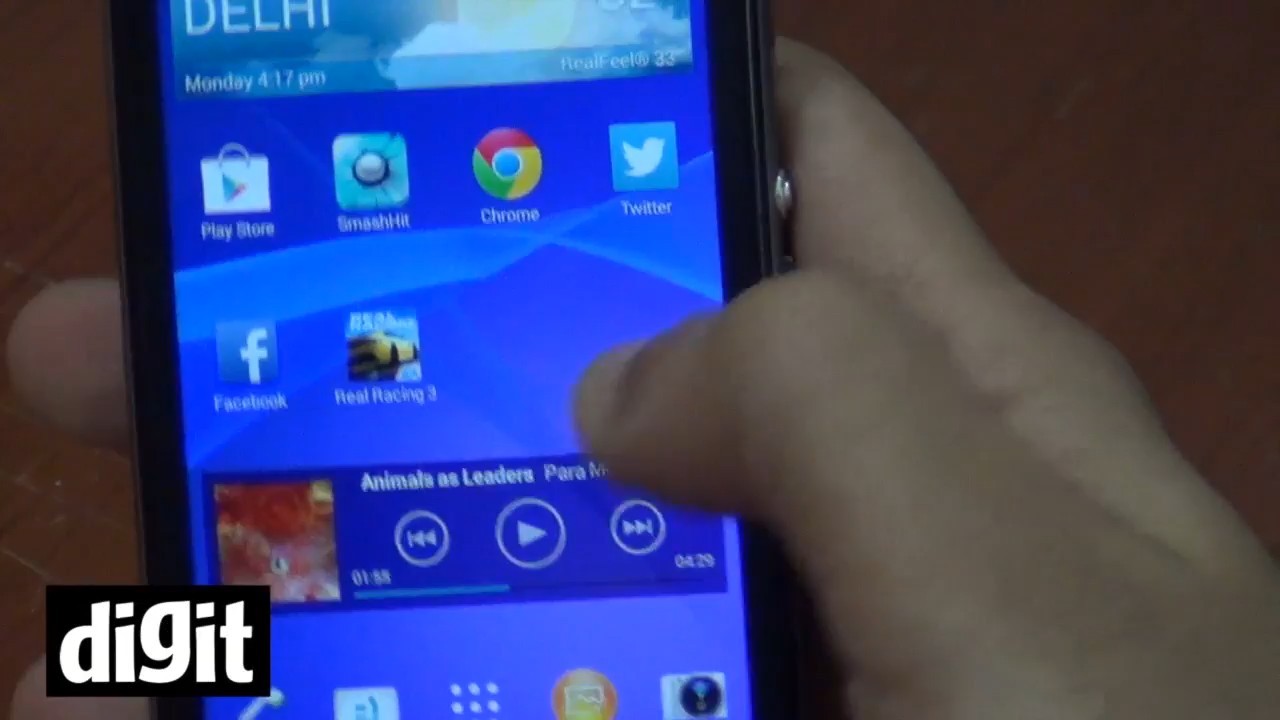 DELHI
Monday 4:17 pm
RealFeel® 33°
Play Store
SmashHit
Chrome
Twitter
Facebook
Real Racing 3
Animals as Leaders Para
01:55
04:29
digit